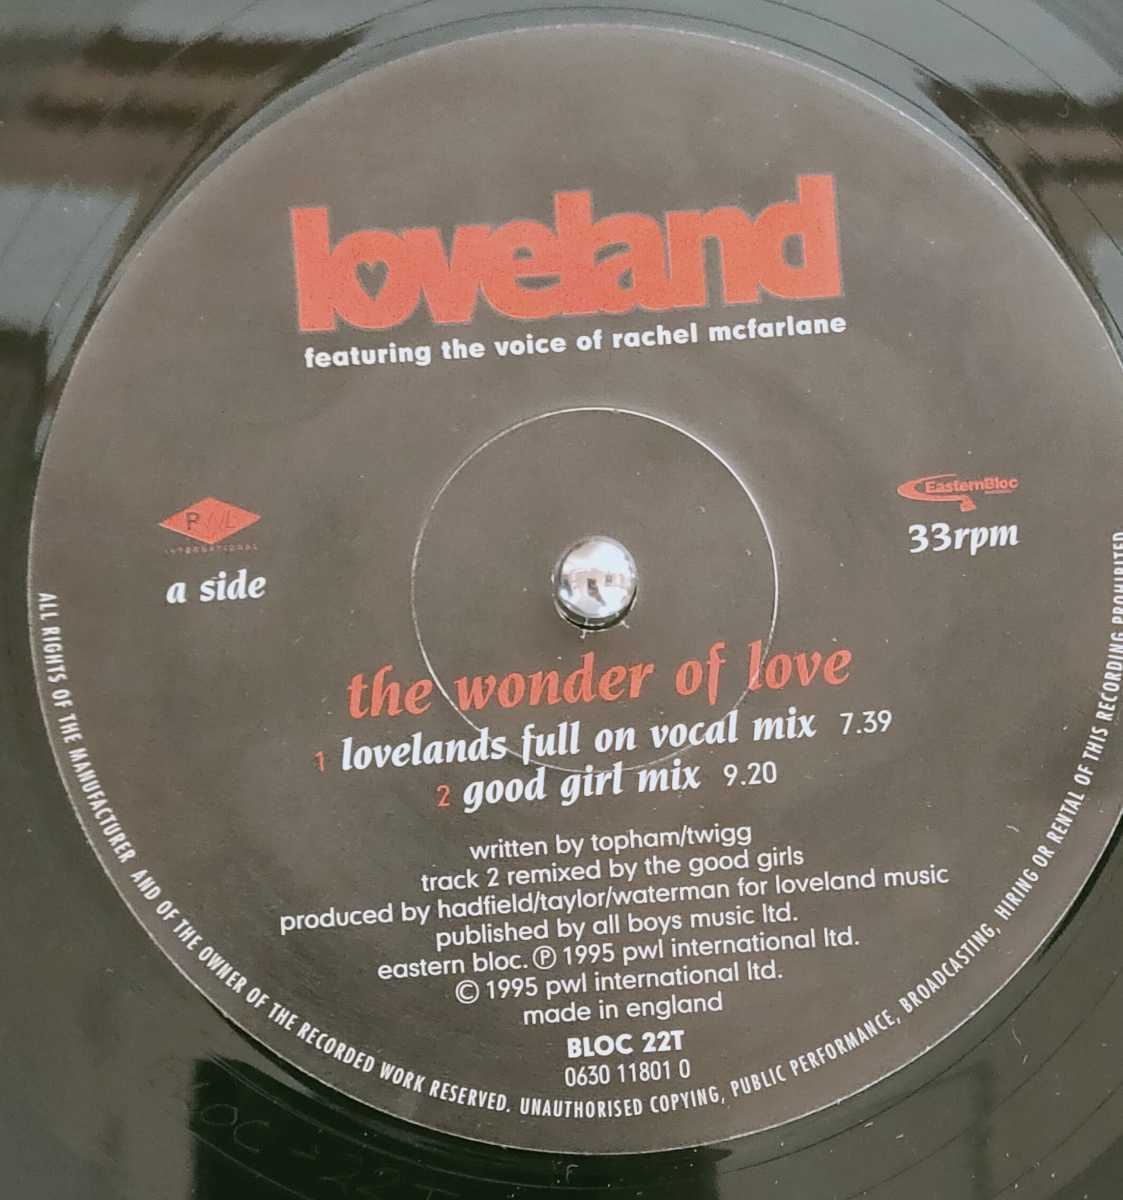 loveland
featuring the voice of rachel mcfarlane
PWL
INTERNATIONAL
a side
EasternBloc
33rpm
the wonder of love
1 lovelands full on vocal mix 7.39
2 good girl mix 9.20
written by topham/twigg
track 2 remixed by the good girls
produced by hadfield/taylor/waterman for loveland music
published by all boys music ltd.
eastern bloc. ℗ 1995 pwl international ltd.
© 1995 pwl international ltd.
made in england
BLOC 22T
0630 11801 0
ALL RIGHTS OF THE MANUFACTURER AND OF THE OWNER OF THE RECORDED WORK RESERVED. UNAUTHORISED COPYING, PUBLIC PERFORMANCE, BROADCASTING, HIRING OR RENTAL OF THIS RECORDING PROHIBITED